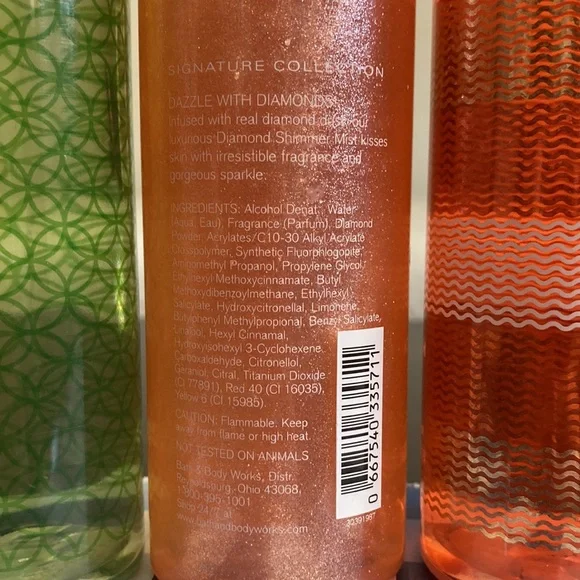 SIGNATURE COLLECTION
DAZZLE WITH DIAMONDS!
Infused with real diamond dust, our
luxurious Diamond Shimmer Mist kisses
skin with irresistible fragrance and
gorgeous sparkle.
INGREDIENTS: Alcohol Denat., Water
(Aqua, Eau), Fragrance (Parfum), Diamond
Powder, Acrylates/C10-30 Alkyl Acrylate
Crosspolymer, Synthetic Fluorphlogopite,
Aminomethyl Propanol, Propylene Glycol,
Ethylhexyl Methoxycinnamate, Butyl
Methoxydibenzoylmethane, Ethylhexyl
Salicylate, Hydroxycitronellal, Limonene,
Butylphenyl Methylpropional, Benzyl Salicylate,
Linalool, Hexyl Cinnamal,
Hydroxyisohexyl 3-Cyclohexene
Carboxaldehyde, Citronellol,
Geraniol, Citral, Titanium Dioxide
(CI 77891), Red 40 (CI 16035),
Yellow 6 (CI 15985).
CAUTION: Flammable. Keep
away from flame or high heat.
NOT TESTED ON ANIMALS
Bath & Body Works, Distr.
Reynoldsburg, Ohio 43068
1-800-395-1001
Shop
bathandbodyworks.com
0 667540 335711